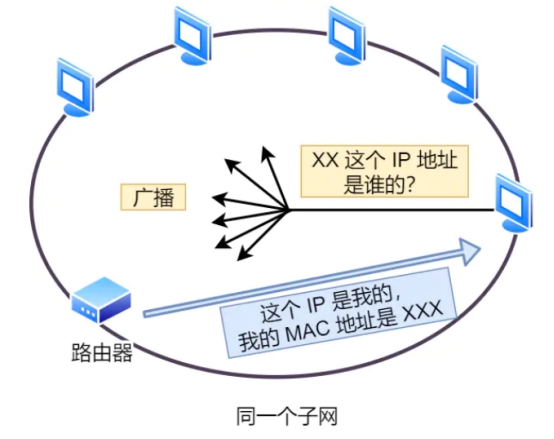 XX 这个 IP 地址
是谁的？
广播
这个 IP 是我的，
我的 MAC 地址是 XXX
路由器
同一个子网